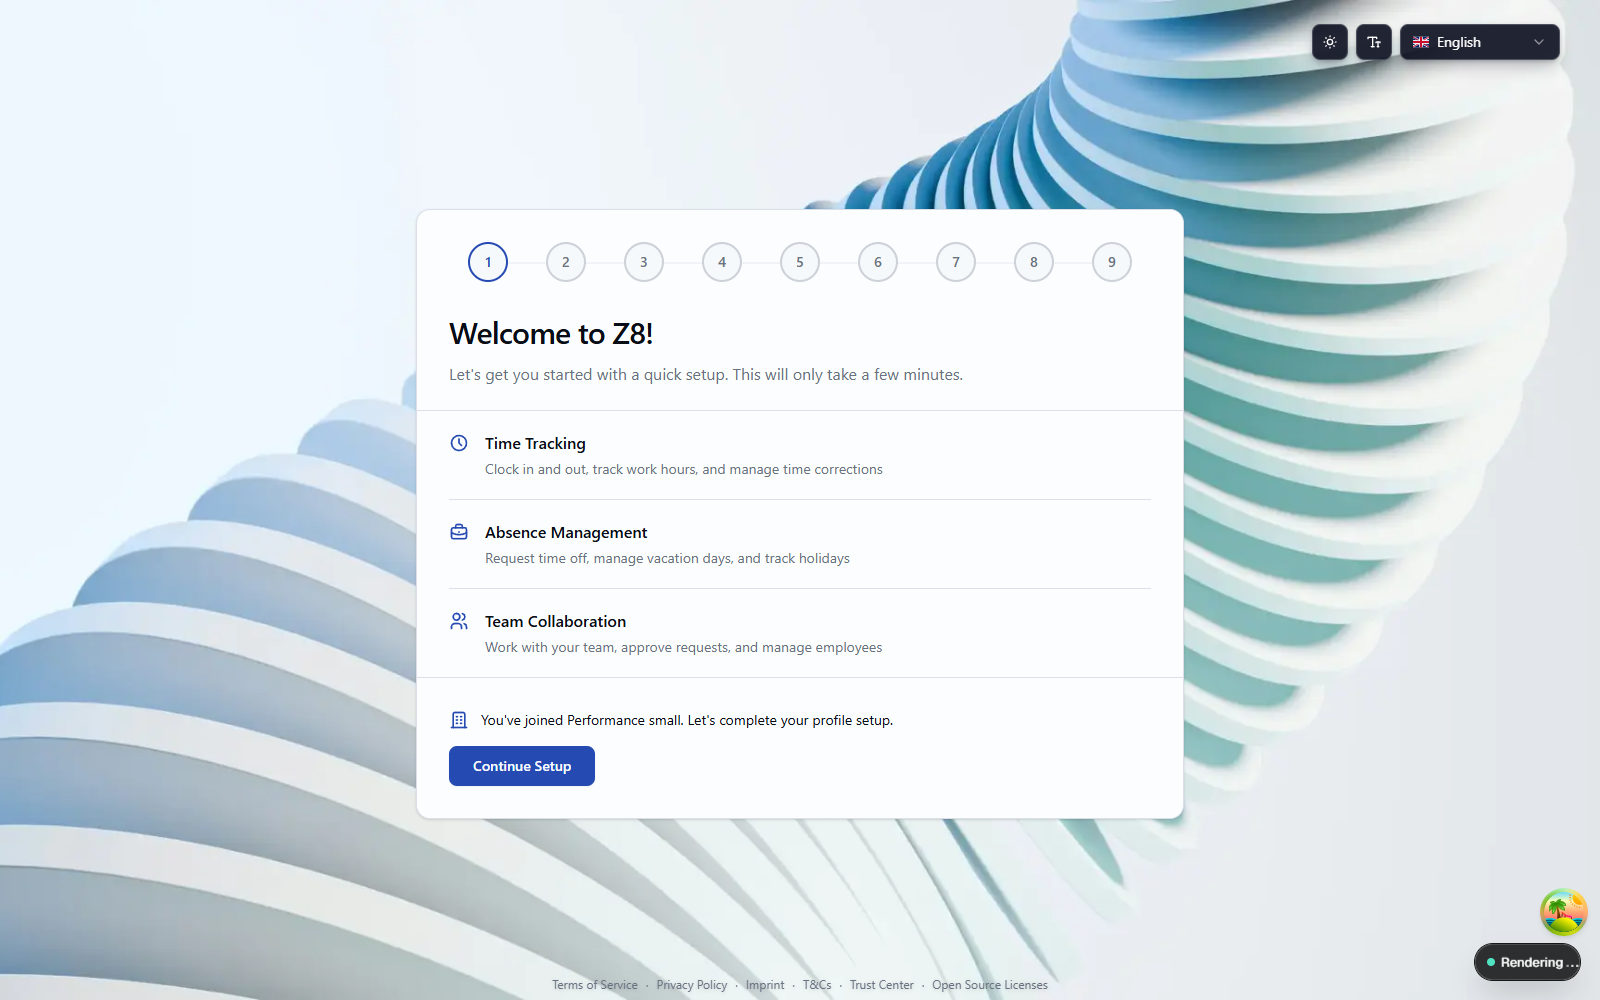 English
1 2 3 4 5 6 7 8 9
Welcome to Z8!
Let's get you started with a quick setup. This will only take a few minutes.
Time Tracking
Clock in and out, track work hours, and manage time corrections
Absence Management
Request time off, manage vacation days, and track holidays
Team Collaboration
Work with your team, approve requests, and manage employees
You've joined Performance small. Let's complete your profile setup.
Continue Setup
Rendering ...
Terms of Service · Privacy Policy · Imprint · T&Cs · Trust Center · Open Source Licenses